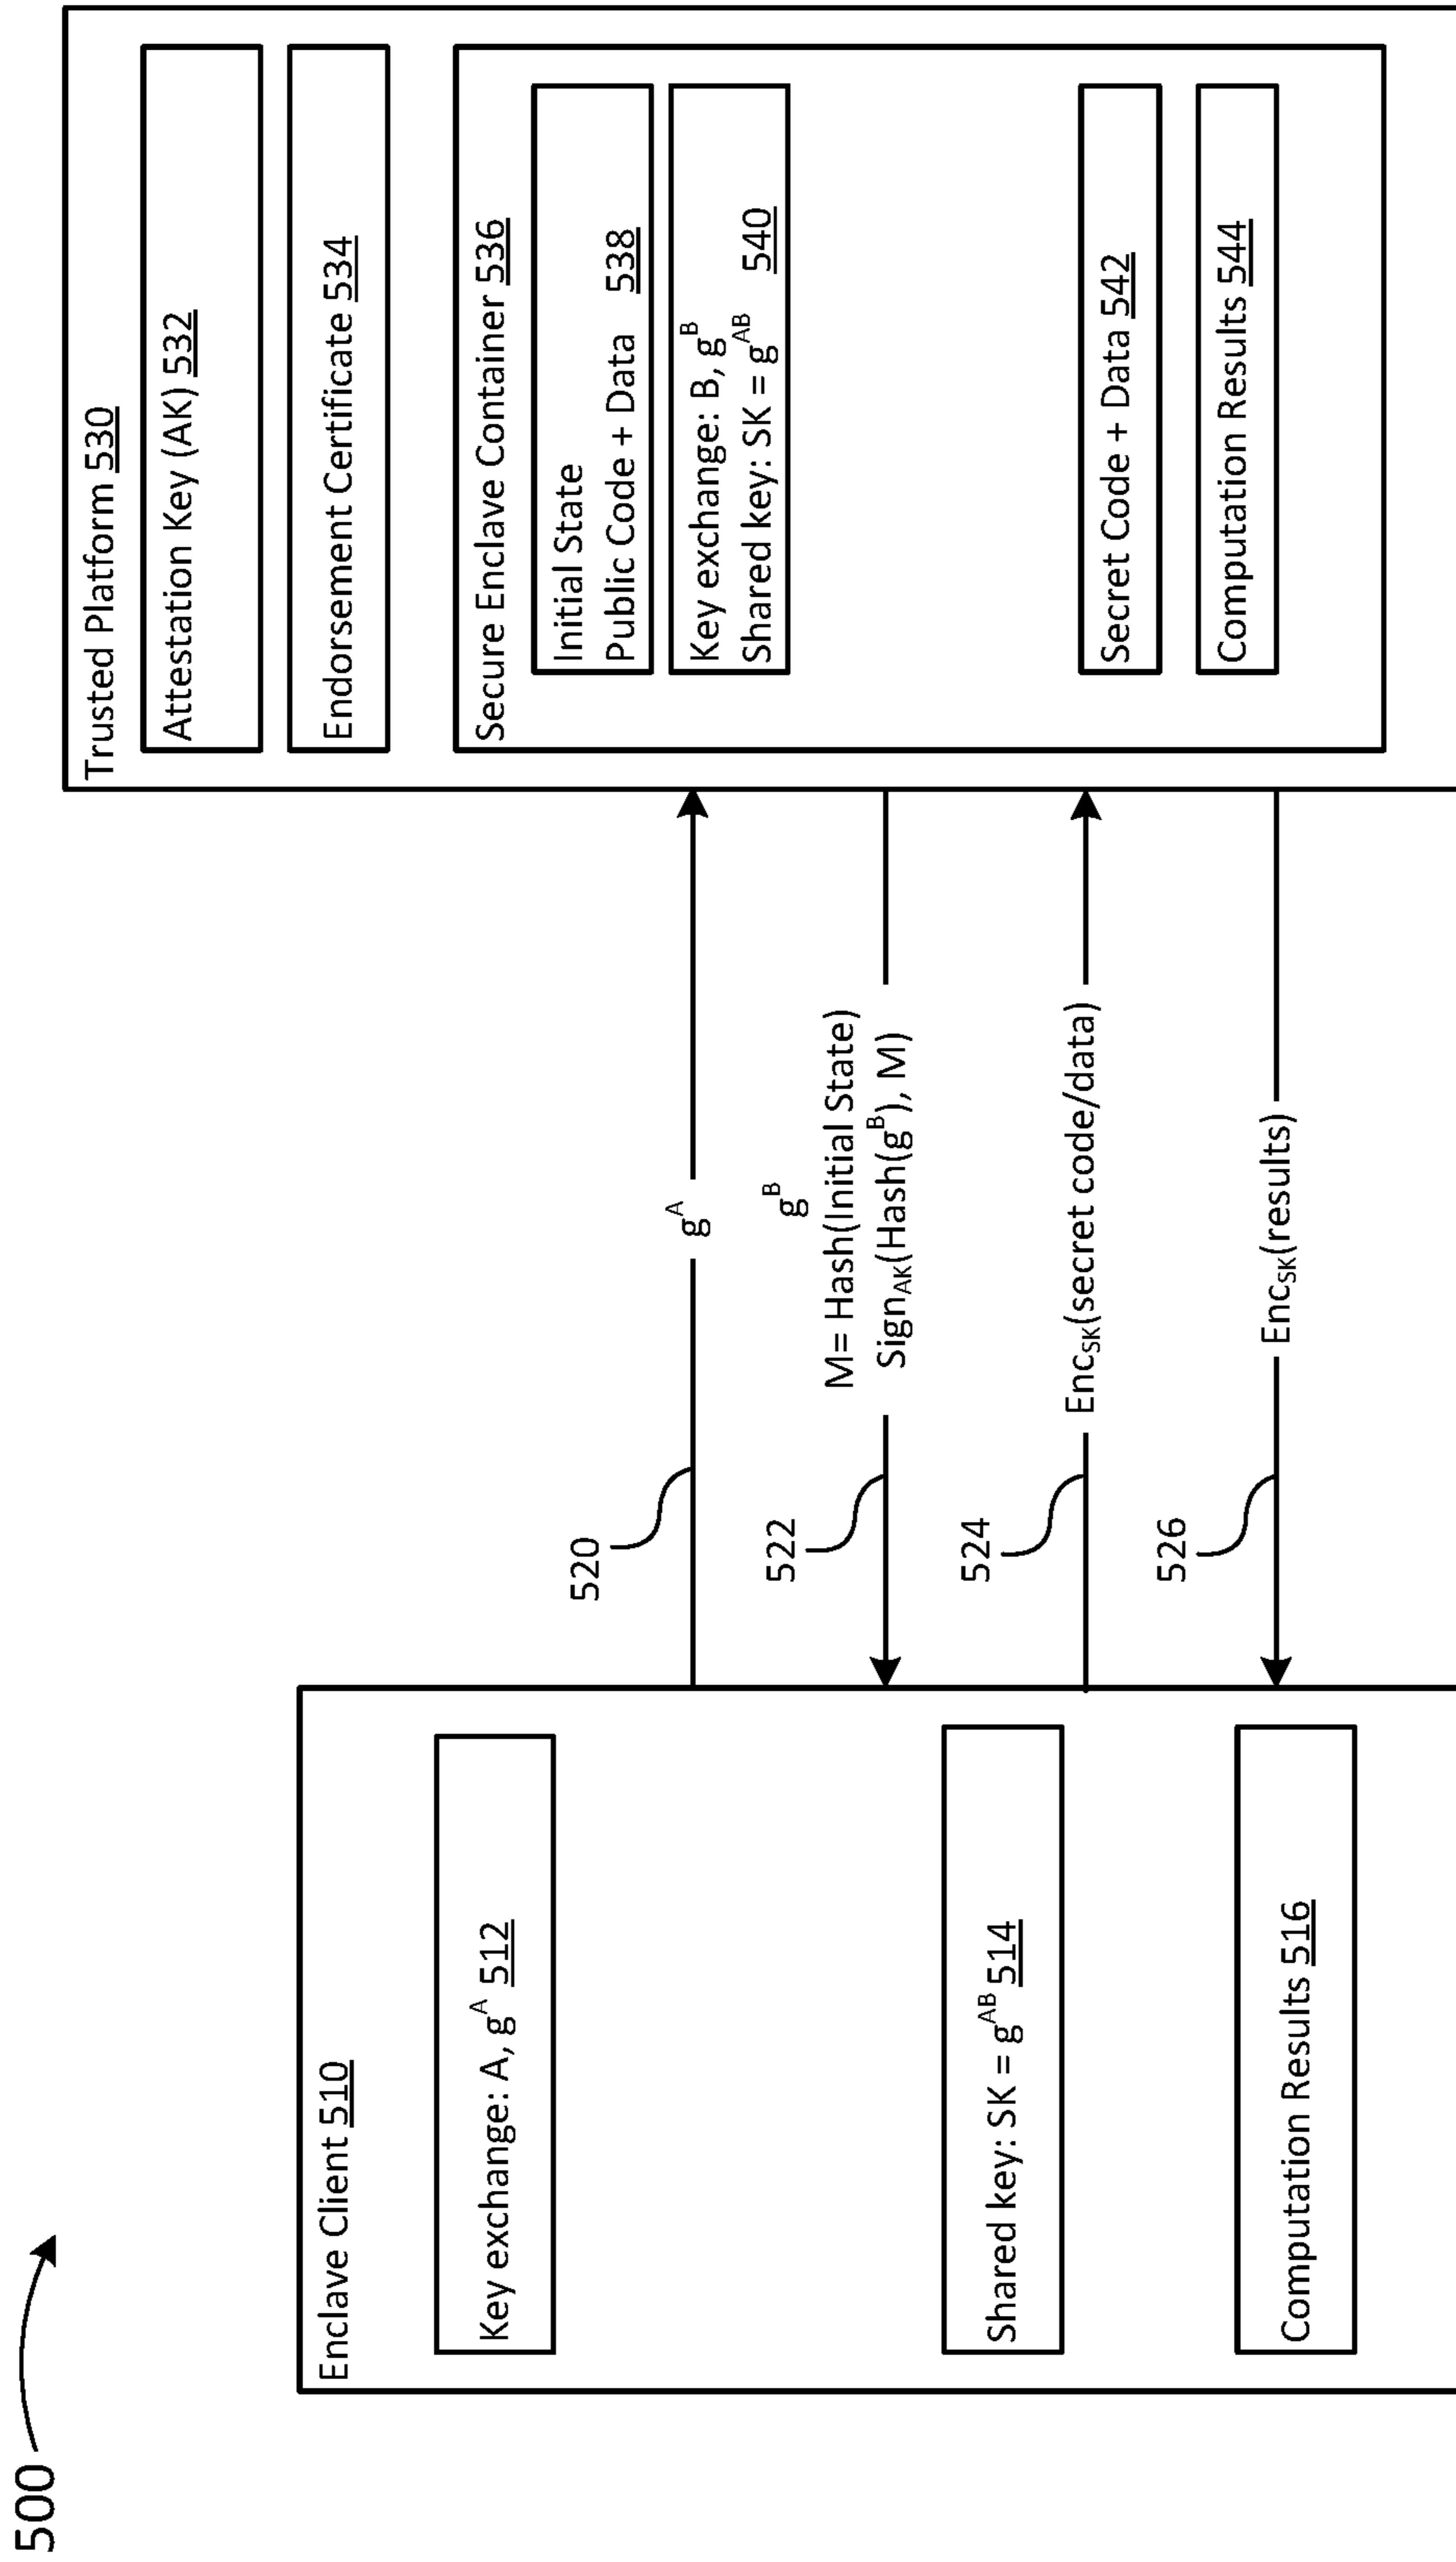 500
Enclave Client 510
Key exchange: A, g^A 512
Shared key: SK = g^AB 514
Computation Results 516
520
g^A
522
g^B
M= Hash(Initial State)
Sign_AK(Hash(g^B), M)
524
Enc_SK(secret code/data)
526
Enc_SK(results)
Trusted Platform 530
Attestation Key (AK) 532
Endorsement Certificate 534
Secure Enclave Container 536
Initial State
Public Code + Data 538
Key exchange: B, g^B
Shared key: SK = g^AB 540
Secret Code + Data 542
Computation Results 544